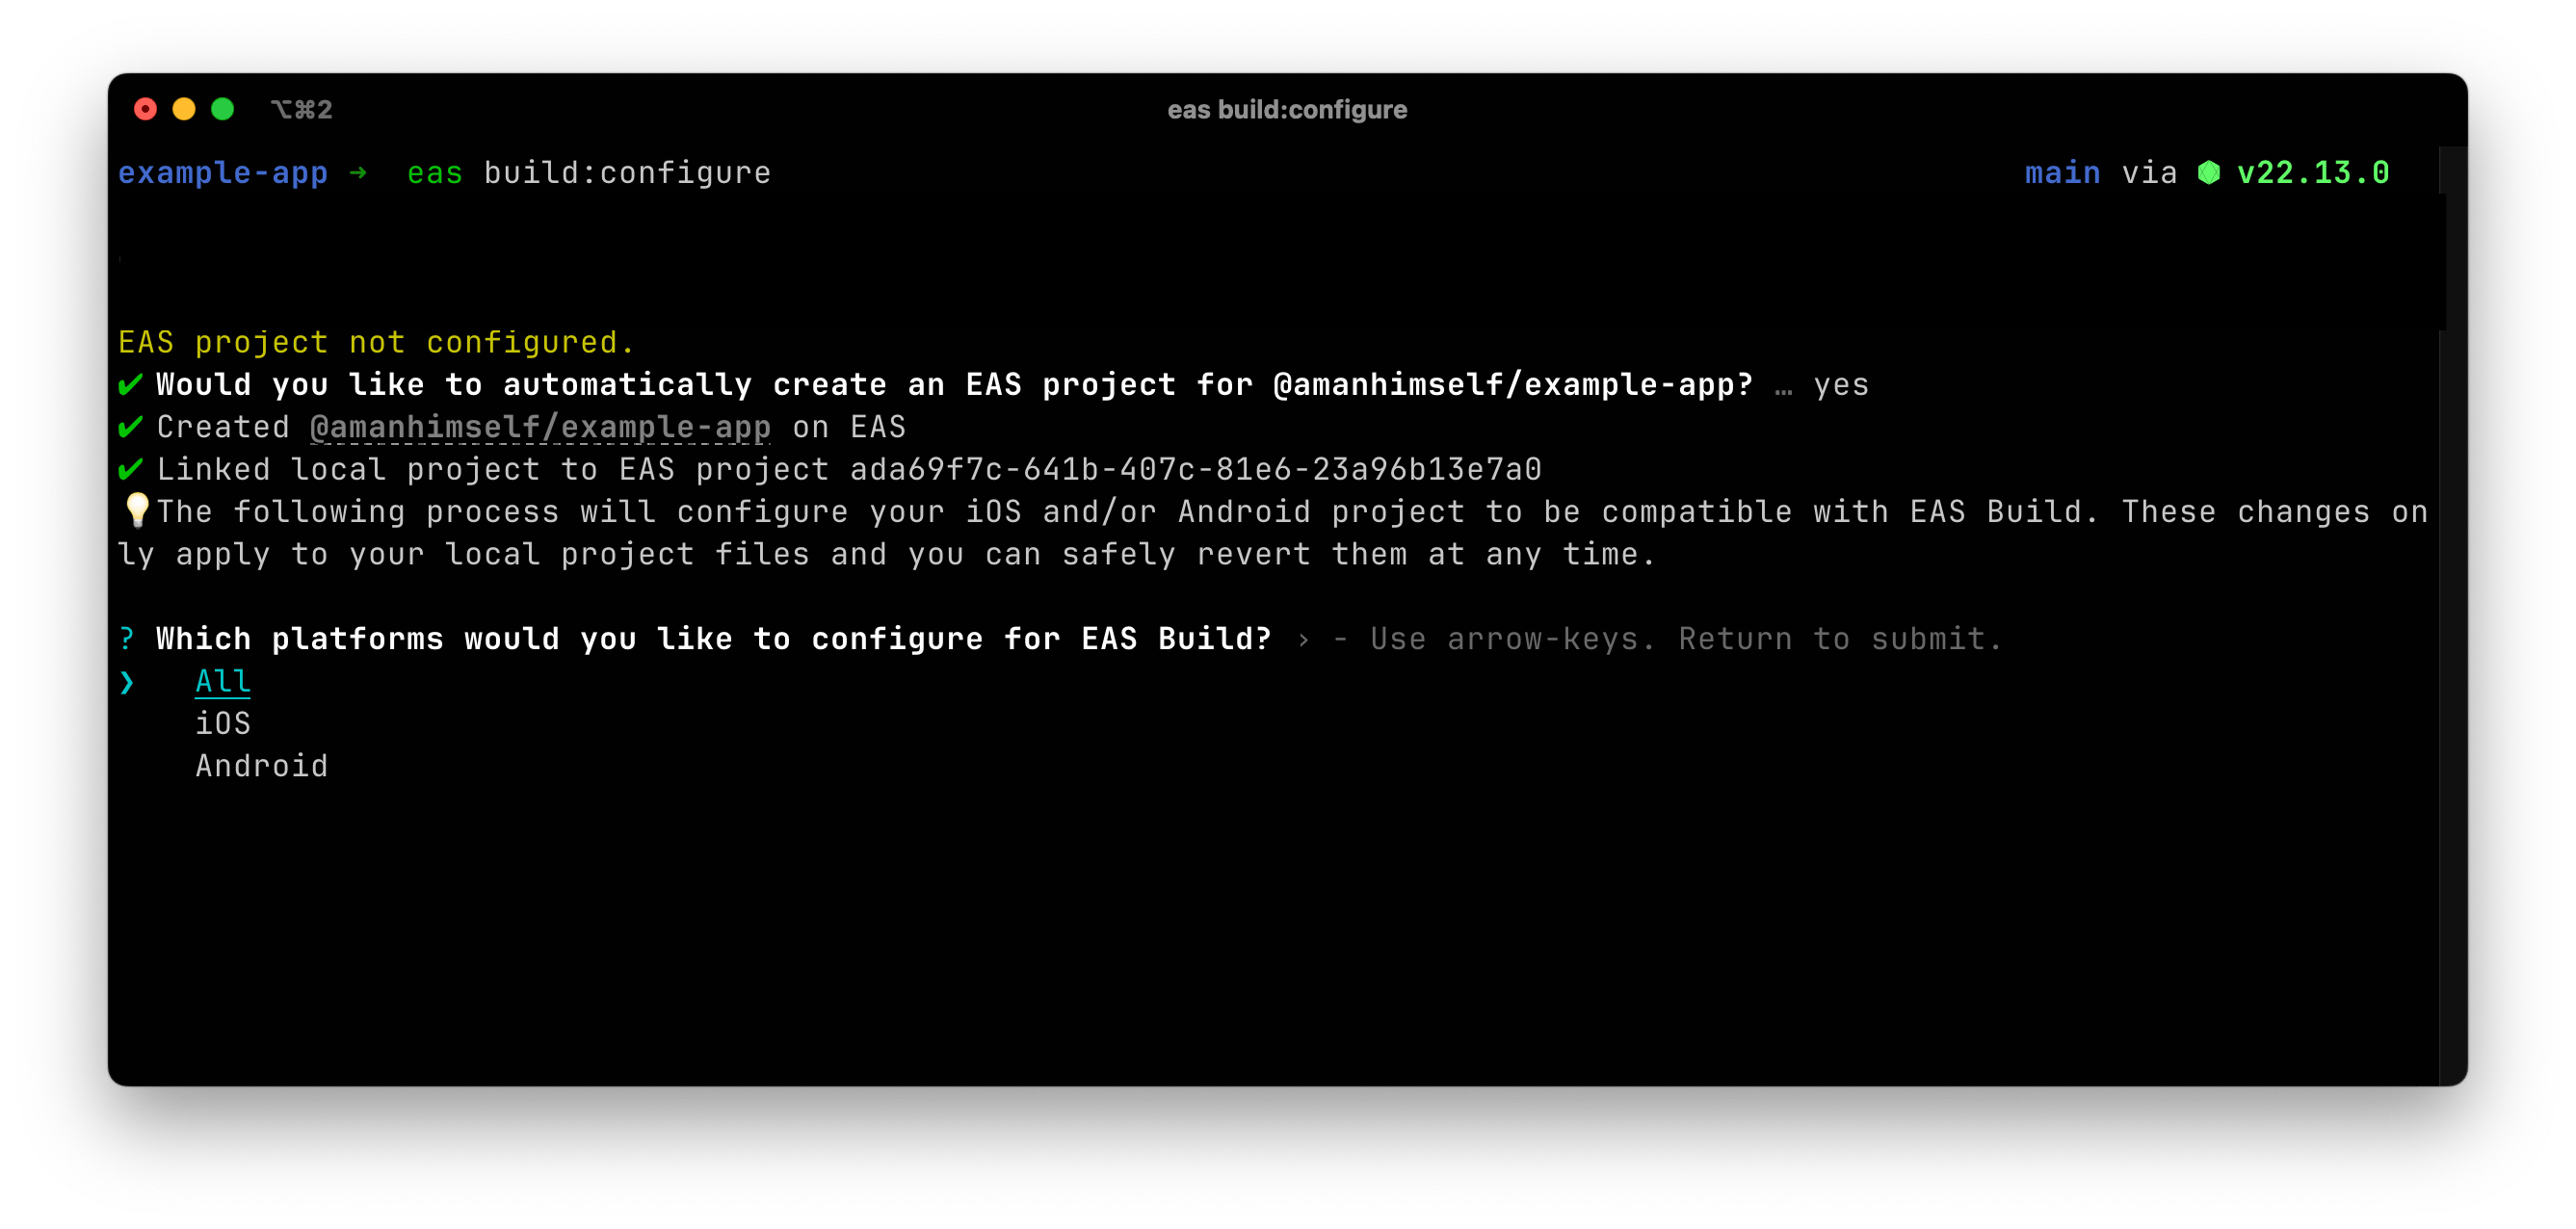 ⌥⌘2 eas build:configure
example-app → eas build:configure main via v22.13.0
EAS project not configured.
✔ Would you like to automatically create an EAS project for @amanhimself/example-app? … yes
✔ Created @amanhimself/example-app on EAS
✔ Linked local project to EAS project ada69f7c-641b-407c-81e6-23a96b13e7a0
💡The following process will configure your iOS and/or Android project to be compatible with EAS Build. These changes on
ly apply to your local project files and you can safely revert them at any time.
? Which platforms would you like to configure for EAS Build? › - Use arrow-keys. Return to submit.
❯ All
iOS
Android